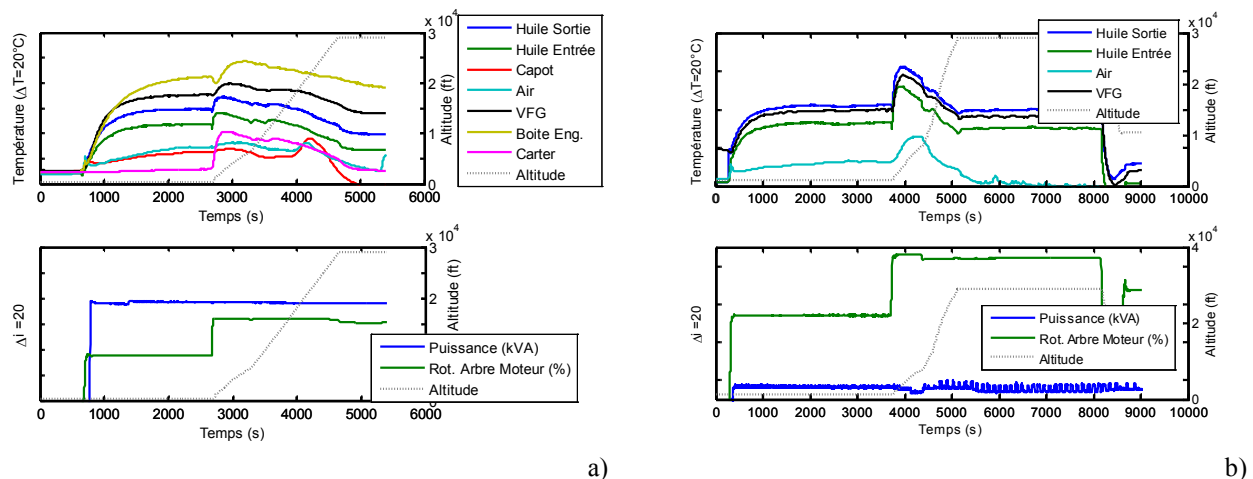 x 10^4
3
2
1
0
Altitude (ft)
Température (ΔT=20°C)
0 1000 2000 3000 4000 5000 6000
Temps (s)
Huile Sortie
Huile Entrée
Capot
Air
VFG
Boite Eng.
Carter
Altitude
x 10^4
3
2
1
0
Altitude (ft)
Température (ΔT=20°C)
0 1000 2000 3000 4000 5000 6000 7000 8000 9000 10000
Temps (s)
Huile Sortie
Huile Entrée
Air
VFG
Altitude
x 10^4
3
2
Altitude (ft)
Δi =20
0 1000 2000 3000 4000 5000 6000
Temps (s)
Puissance (kVA)
Rot. Arbre Moteur (%)
Altitude
x 10^4
3
2
1
0
Altitude (ft)
Δi =20
0 1000 2000 3000 4000 5000 6000 7000 8000 9000 10000
Temps (s)
Puissance (kVA)
Rot. Arbre Moteur (%)
Altitude
a)
b)